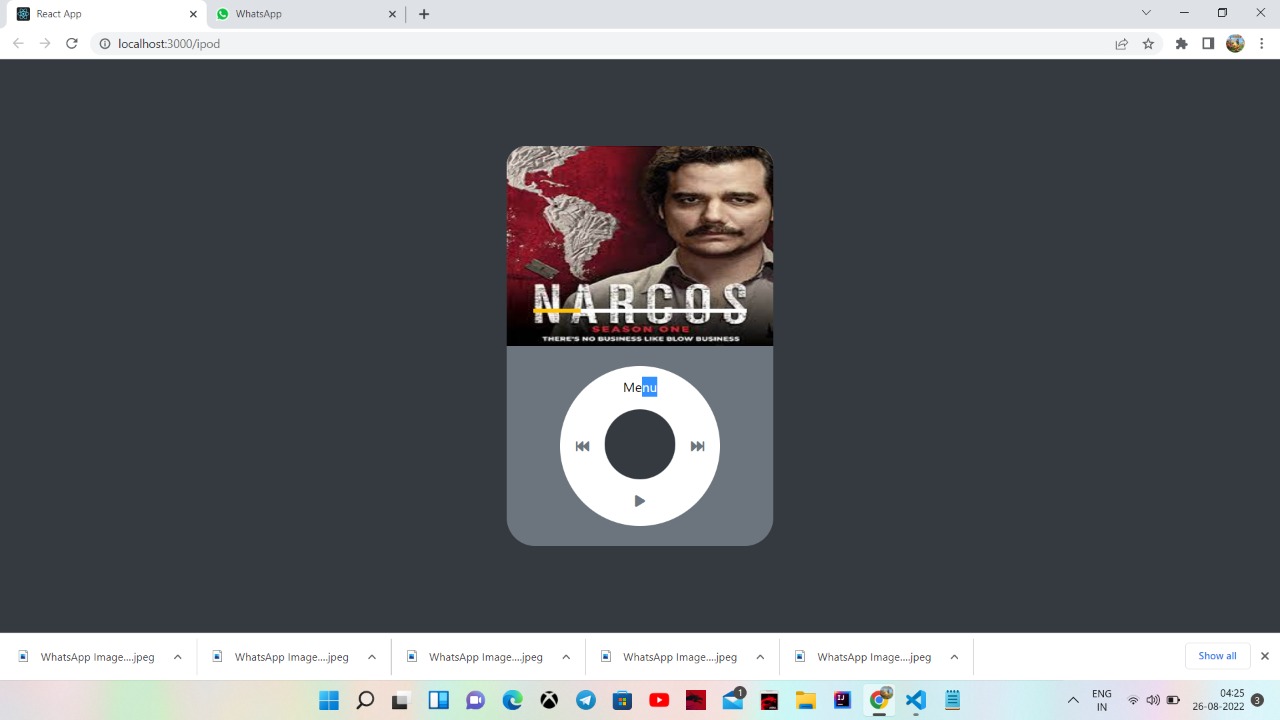 React App
WhatsApp
localhost:3000/ipod
NARCOS
SEASON ONE
THERE'S NO BUSINESS LIKE BLOW BUSINESS
Menu
WhatsApp Image....jpeg
WhatsApp Image....jpeg
WhatsApp Image....jpeg
WhatsApp Image....jpeg
WhatsApp Image....jpeg
Show all
1
ENG
IN
04:25
26-08-2022
3